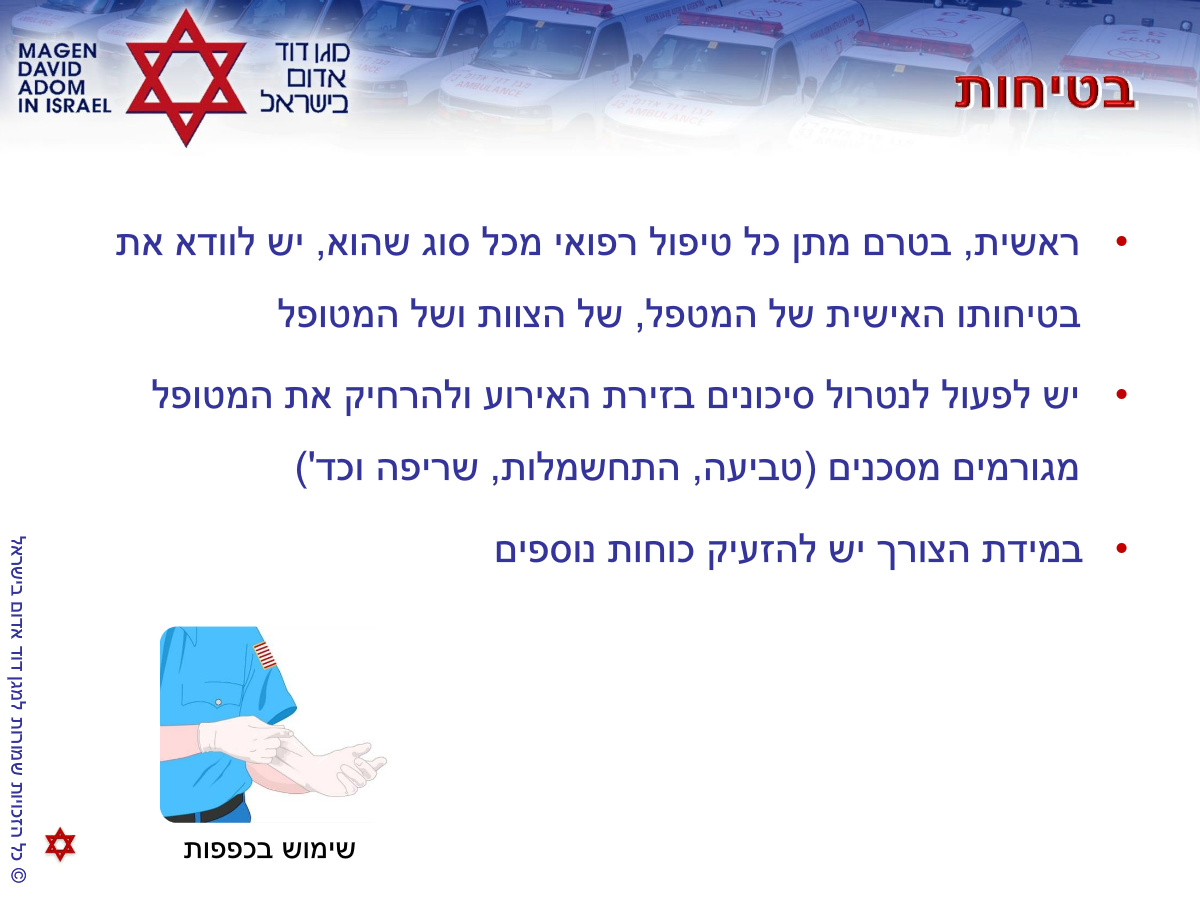 MAGEN
DAVID
ADOM
IN ISRAEL
מגן דוד
אדום
בישראל
בטיחות
• ראשית, בטרם מתן כל טיפול רפואי מכל סוג שהוא, יש לוודא את
בטיחותו האישית של המטפל, של הצוות ושל המטופל
• יש לפעול לנטרול סיכונים בזירת האירוע ולהרחיק את המטופל
מגורמים מסכנים (טביעה, התחשמלות, שריפה וכד')
• במידת הצורך יש להזעיק כוחות נוספים
שימוש בכפפות
© כל הזכויות שמורות למגן דוד אדום בישראל